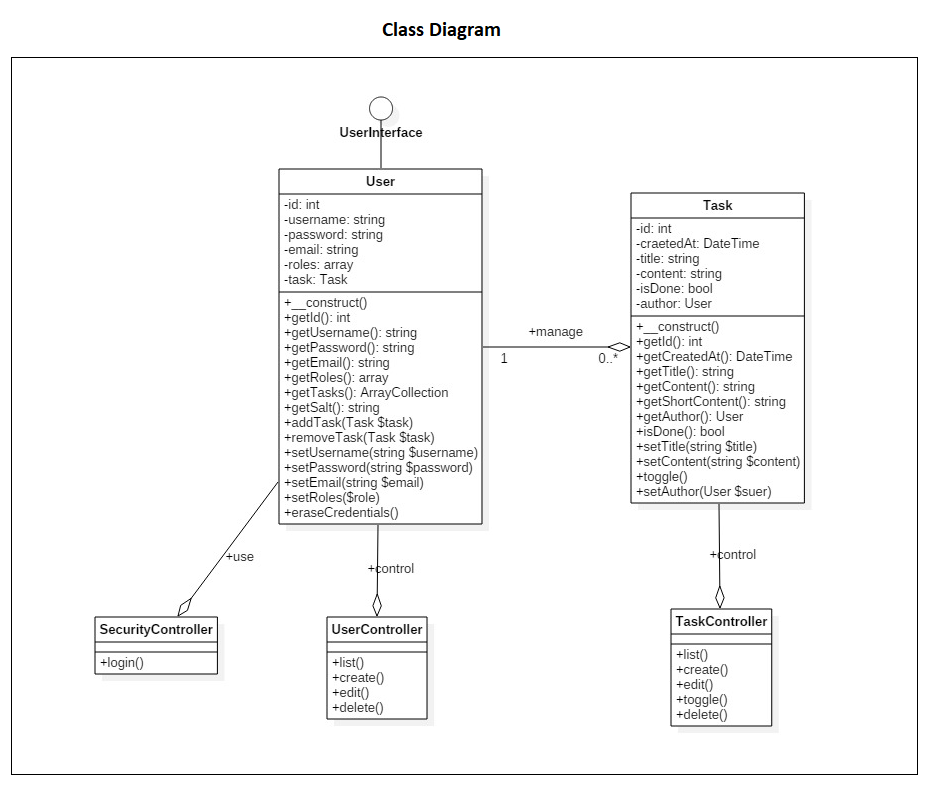 Class Diagram
UserInterface
User
-id: int
-username: string
-password: string
-email: string
-roles: array
-task: Task
+__construct()
+getId(): int
+getUsername(): string
+getPassword(): string
+getEmail(): string
+getRoles(): array
+getTasks(): ArrayCollection
+getSalt(): string
+addTask(Task $task)
+removeTask(Task $task)
+setUsername(string $username)
+setPassword(string $password)
+setEmail(string $email)
+setRoles($role)
+eraseCredentials()
+manage
1
0..*
Task
-id: int
-craetedAt: DateTime
-title: string
-content: string
-isDone: bool
-author: User
+__construct()
+getId(): int
+getCreatedAt(): DateTime
+getTitle(): string
+getContent(): string
+getShortContent(): string
+getAuthor(): User
+isDone(): bool
+setTitle(string $title)
+setContent(string $content)
+toggle()
+setAuthor(User $suer)
+use
+control
+control
SecurityController
+login()
UserController
+list()
+create()
+edit()
+delete()
TaskController
+list()
+create()
+edit()
+toggle()
+delete()